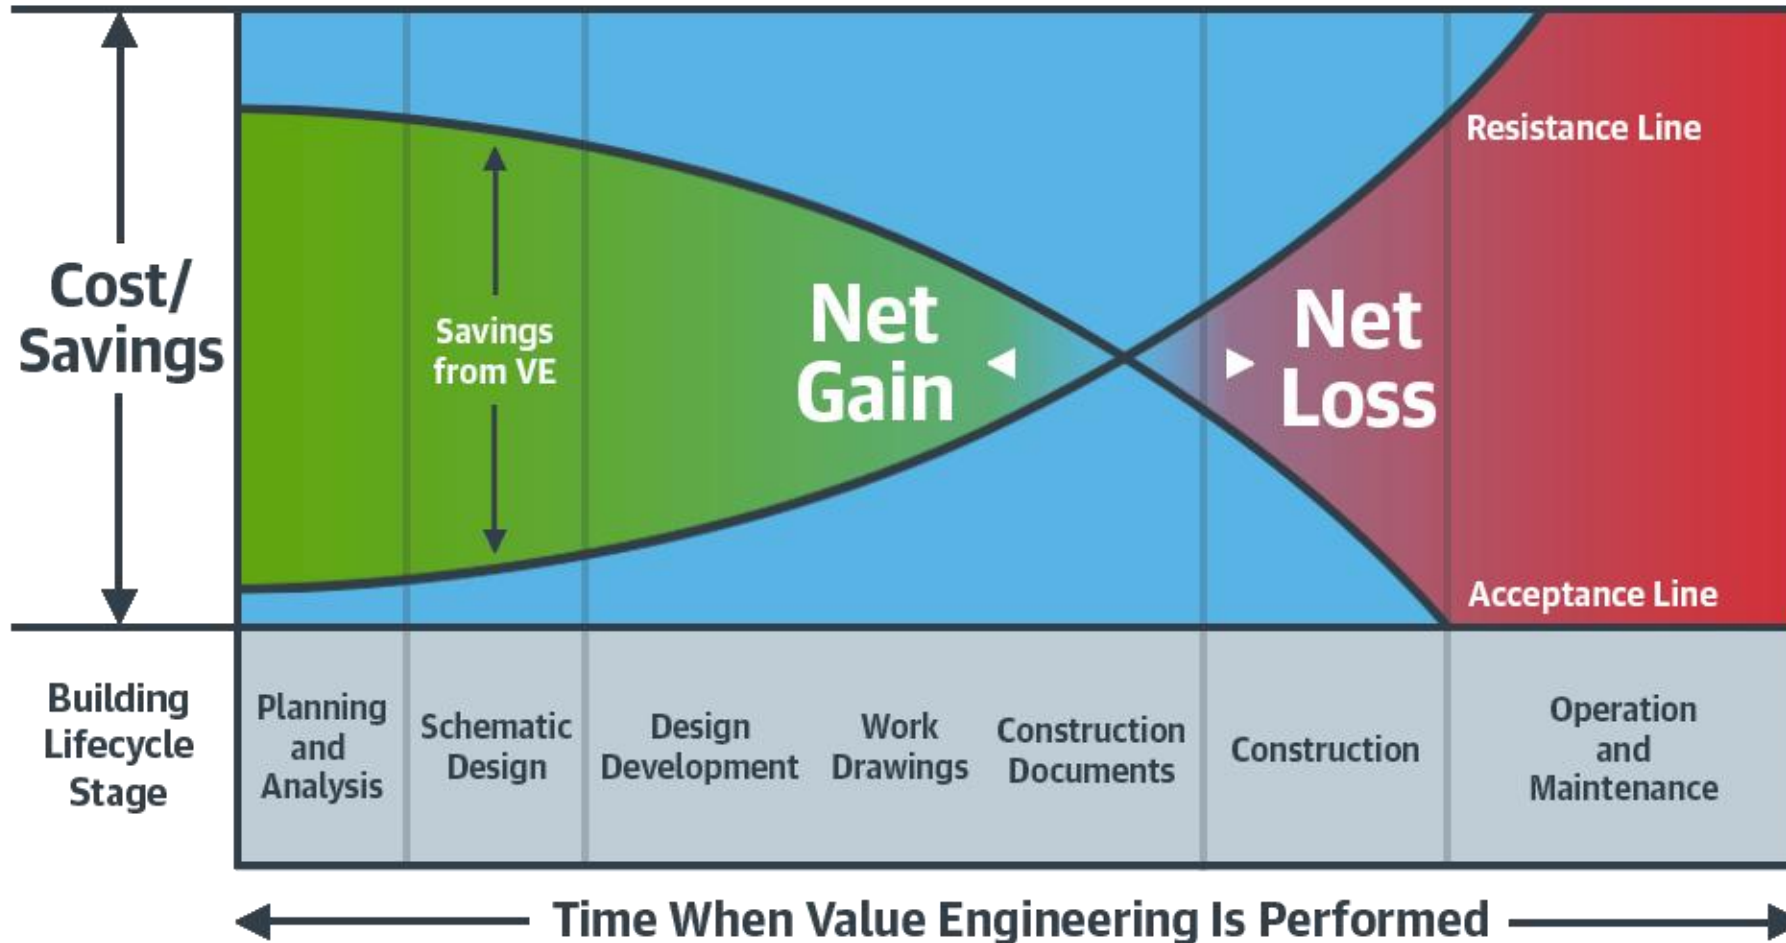 Cost/
Savings
Savings
from VE
Net
Gain
Net
Loss
Resistance Line
Acceptance Line
Building
Lifecycle
Stage
Planning
and
Analysis
Schematic
Design
Design
Development
Work
Drawings
Construction
Documents
Construction
Operation
and
Maintenance
Time When Value Engineering Is Performed